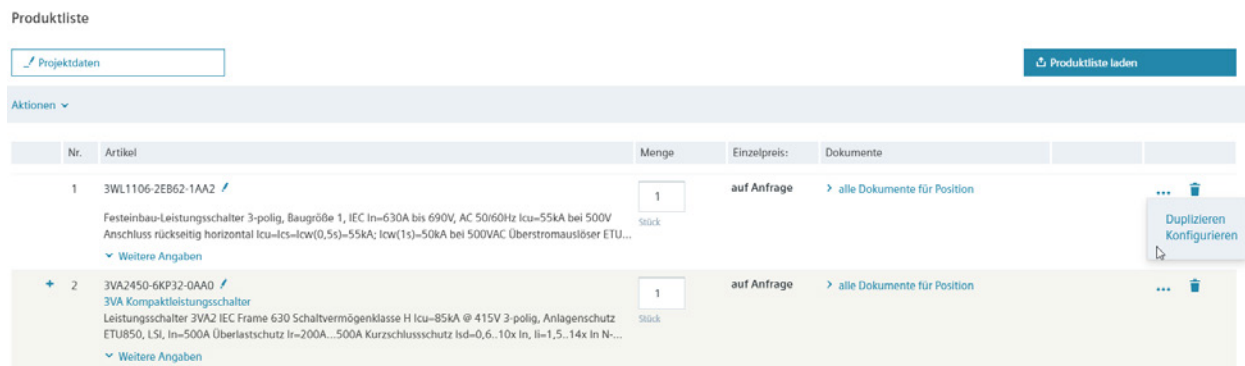 Produktliste
Projektdaten
Produktliste laden
Aktionen
Nr. Artikel Menge Einzelpreis: Dokumente
1 3WL1106-2EB62-1AA2 1 auf Anfrage alle Dokumente für Position ...
Festeinbau-Leistungsschalter 3-polig, Baugröße 1, IEC In=630A bis 690V, AC 50/60Hz Icu=55kA bei 500V Stück
Anschluss rückseitig horizontal Icu=Ics=Icw(0,5s)=55kA; Icw(1s)=50kA bei 500VAC Überstromauslöser ETU...
Duplizieren
Konfigurieren
Weitere Angaben
+ 2 3VA2450-6KP32-0AA0 1 auf Anfrage alle Dokumente für Position ...
3VA Kompaktleistungsschalter
Leistungsschalter 3VA2 IEC Frame 630 Schaltvermögenklasse H Icu=85kA @ 415V 3-polig, Anlagenschutz Stück
ETU850, LSI, In=500A Überlastschutz Ir=200A...500A Kurzschlussschutz Isd=0,6..10x In, Ii=1,5..14x In N-...
Weitere Angaben